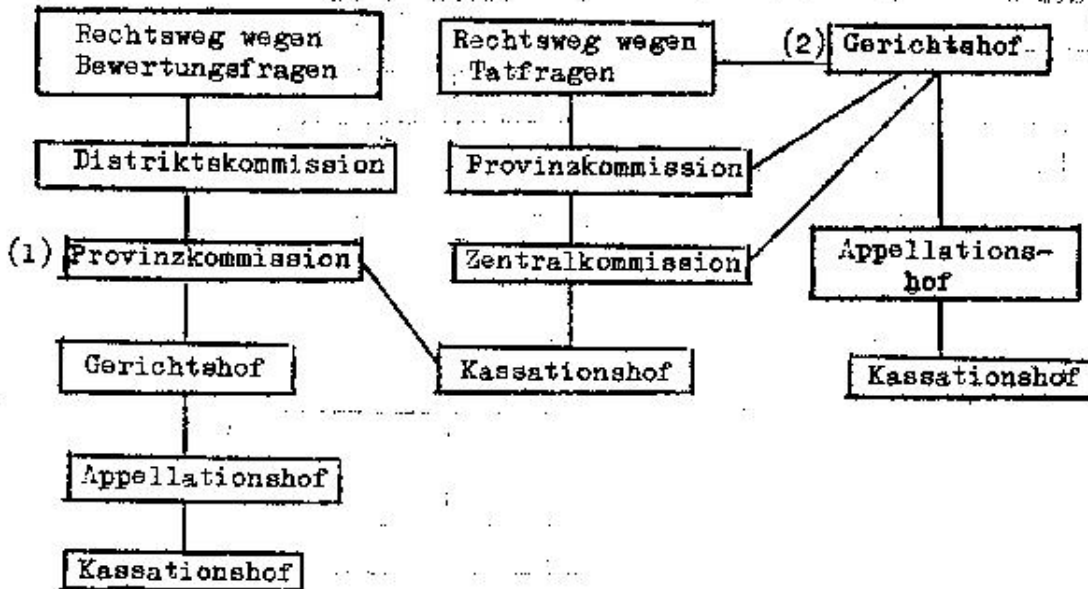 Rechtsweg wegen
Bewertungsfragen
Distriktskommission
(1) Provinzkommission
Gerichtshof
Appellationshof
Kassationshof
Rechtsweg wegen
Tatfragen
Provinzkommission
Zentralkommission
Kassationshof
(2) Gerichtshof
Appellations-
hof
Kassationshof